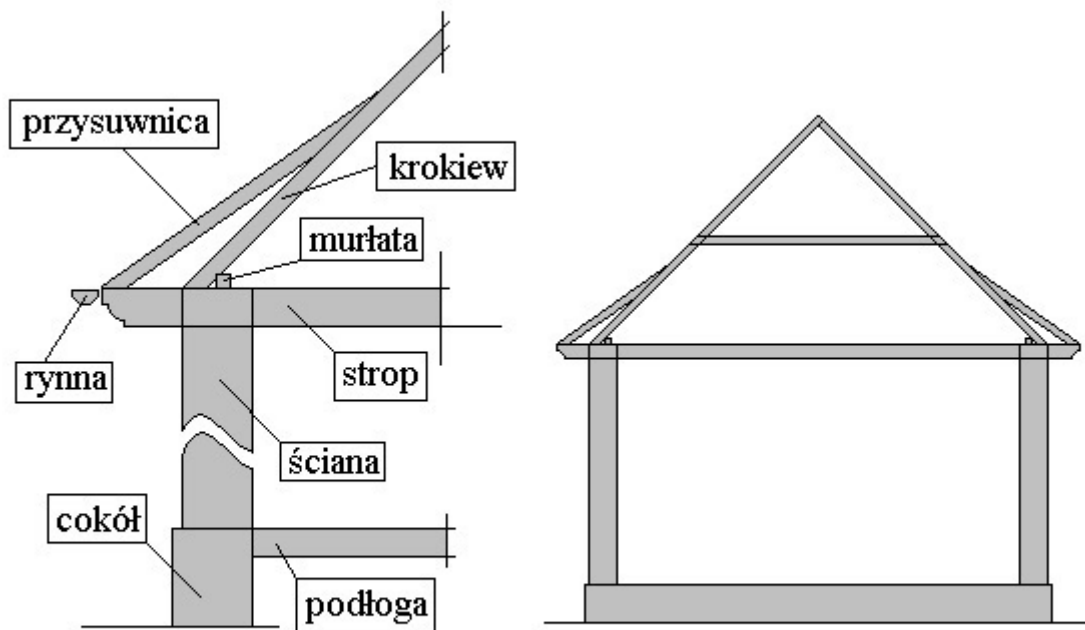 przysuwnica
krokiew
murłata
rynna
strop
ściana
cokół
podłoga